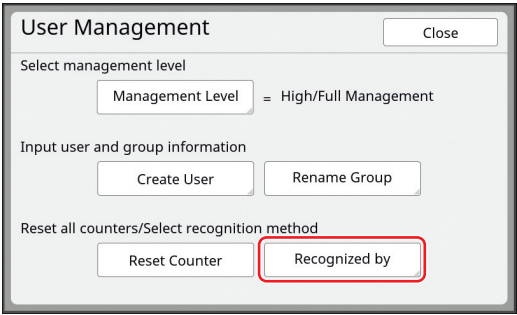 User Management
Close
Select management level
Management Level = High/Full Management
Input user and group information
Create User Rename Group
Reset all counters/Select recognition method
Reset Counter Recognized by